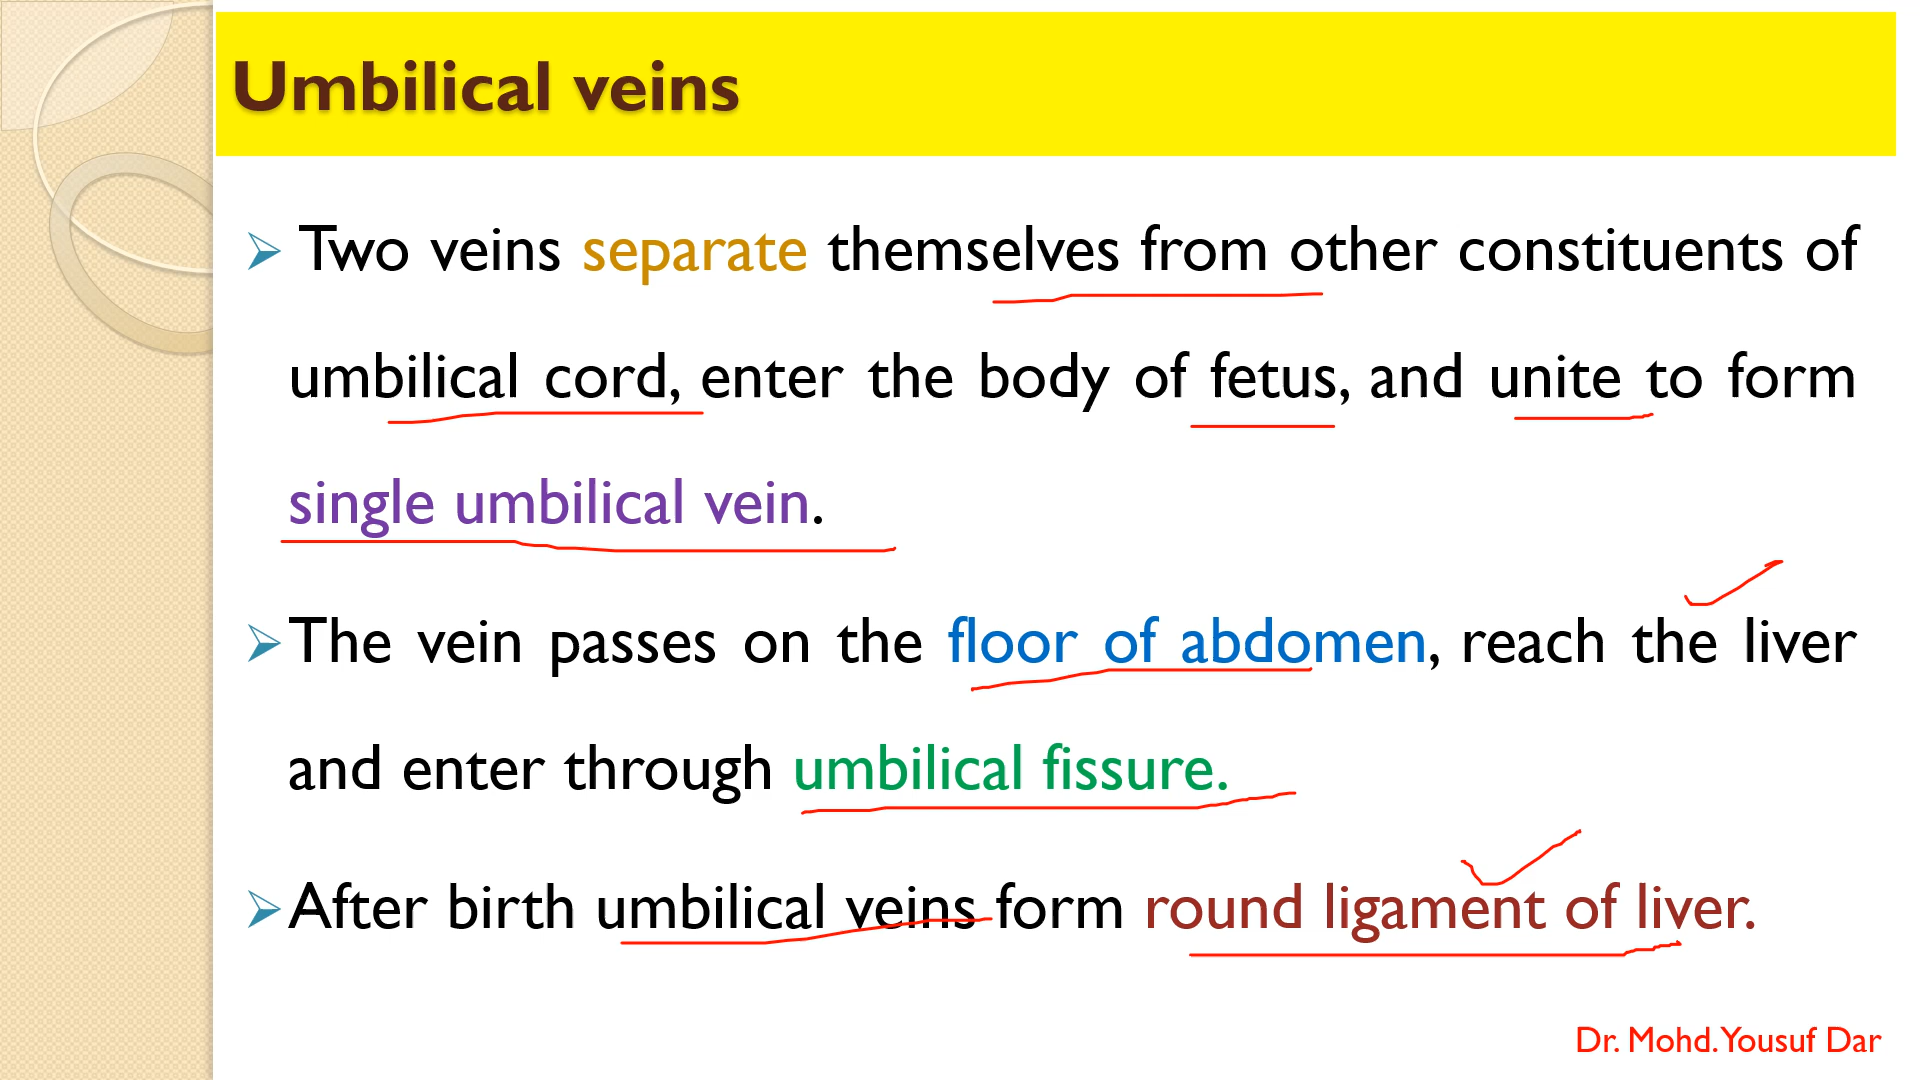 Umbilical veins
Two veins separate themselves from other constituents of
umbilical cord, enter the body of fetus, and unite to form
single umbilical vein.
The vein passes on the floor of abdomen, reach the liver
and enter through umbilical fissure.
After birth umbilical veins form round ligament of liver.
Dr. Mohd. Yousuf Dar